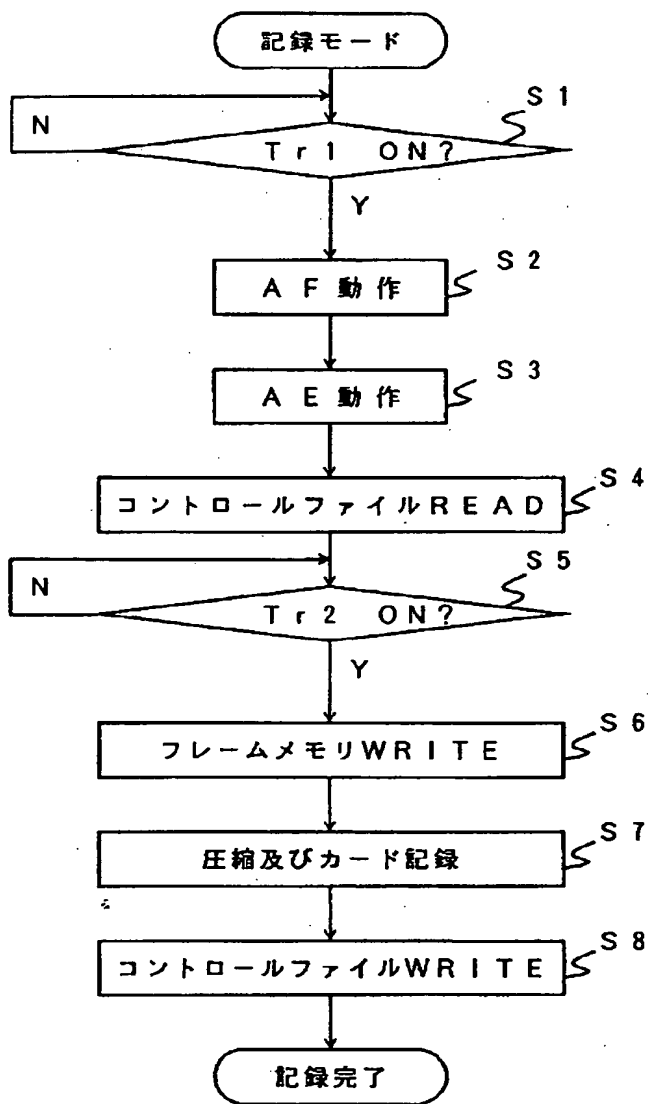 記録モード
S1
N
Tr1 ON?
Y
S2
AF動作
S3
AE動作
S4
コントロールファイルREAD
S5
N
Tr2 ON?
Y
S6
フレームメモリWRITE
S7
圧縮及びカード記録
S8
コントロールファイルWRITE
記録完了